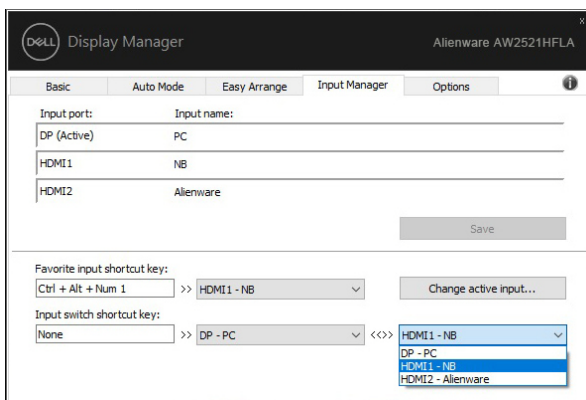 DELL Display Manager Alienware AW2521HFLA x
Basic Auto Mode Easy Arrange Input Manager Options i
Input port: Input name:
DP (Active) PC
HDMI1 NB
HDMI2 Alienware
Save
Favorite input shortcut key:
Ctrl + Alt + Num 1 >> HDMI1 - NB Change active input...
Input switch shortcut key:
None >> DP - PC <<>> HDMI1 - NB
DP - PC
HDMI1 - NB
HDMI2 - Alienware